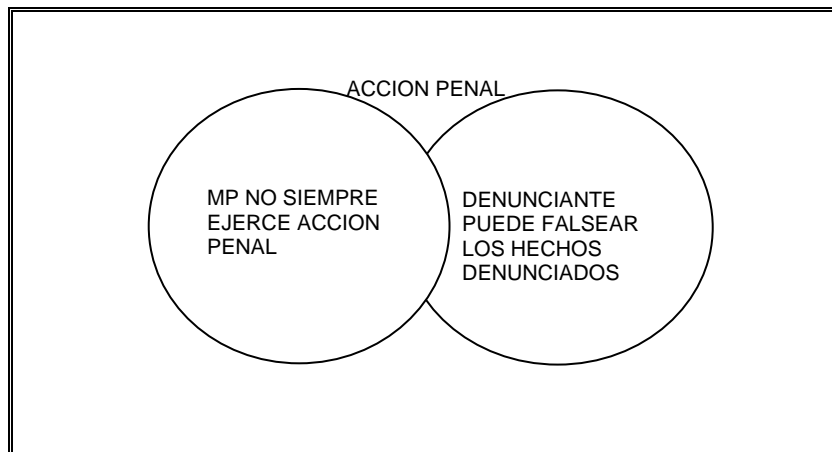 ACCION PENAL
MP NO SIEMPRE
EJERCE ACCION
PENAL
DENUNCIANTE
PUEDE FALSEAR
LOS HECHOS
DENUNCIADOS